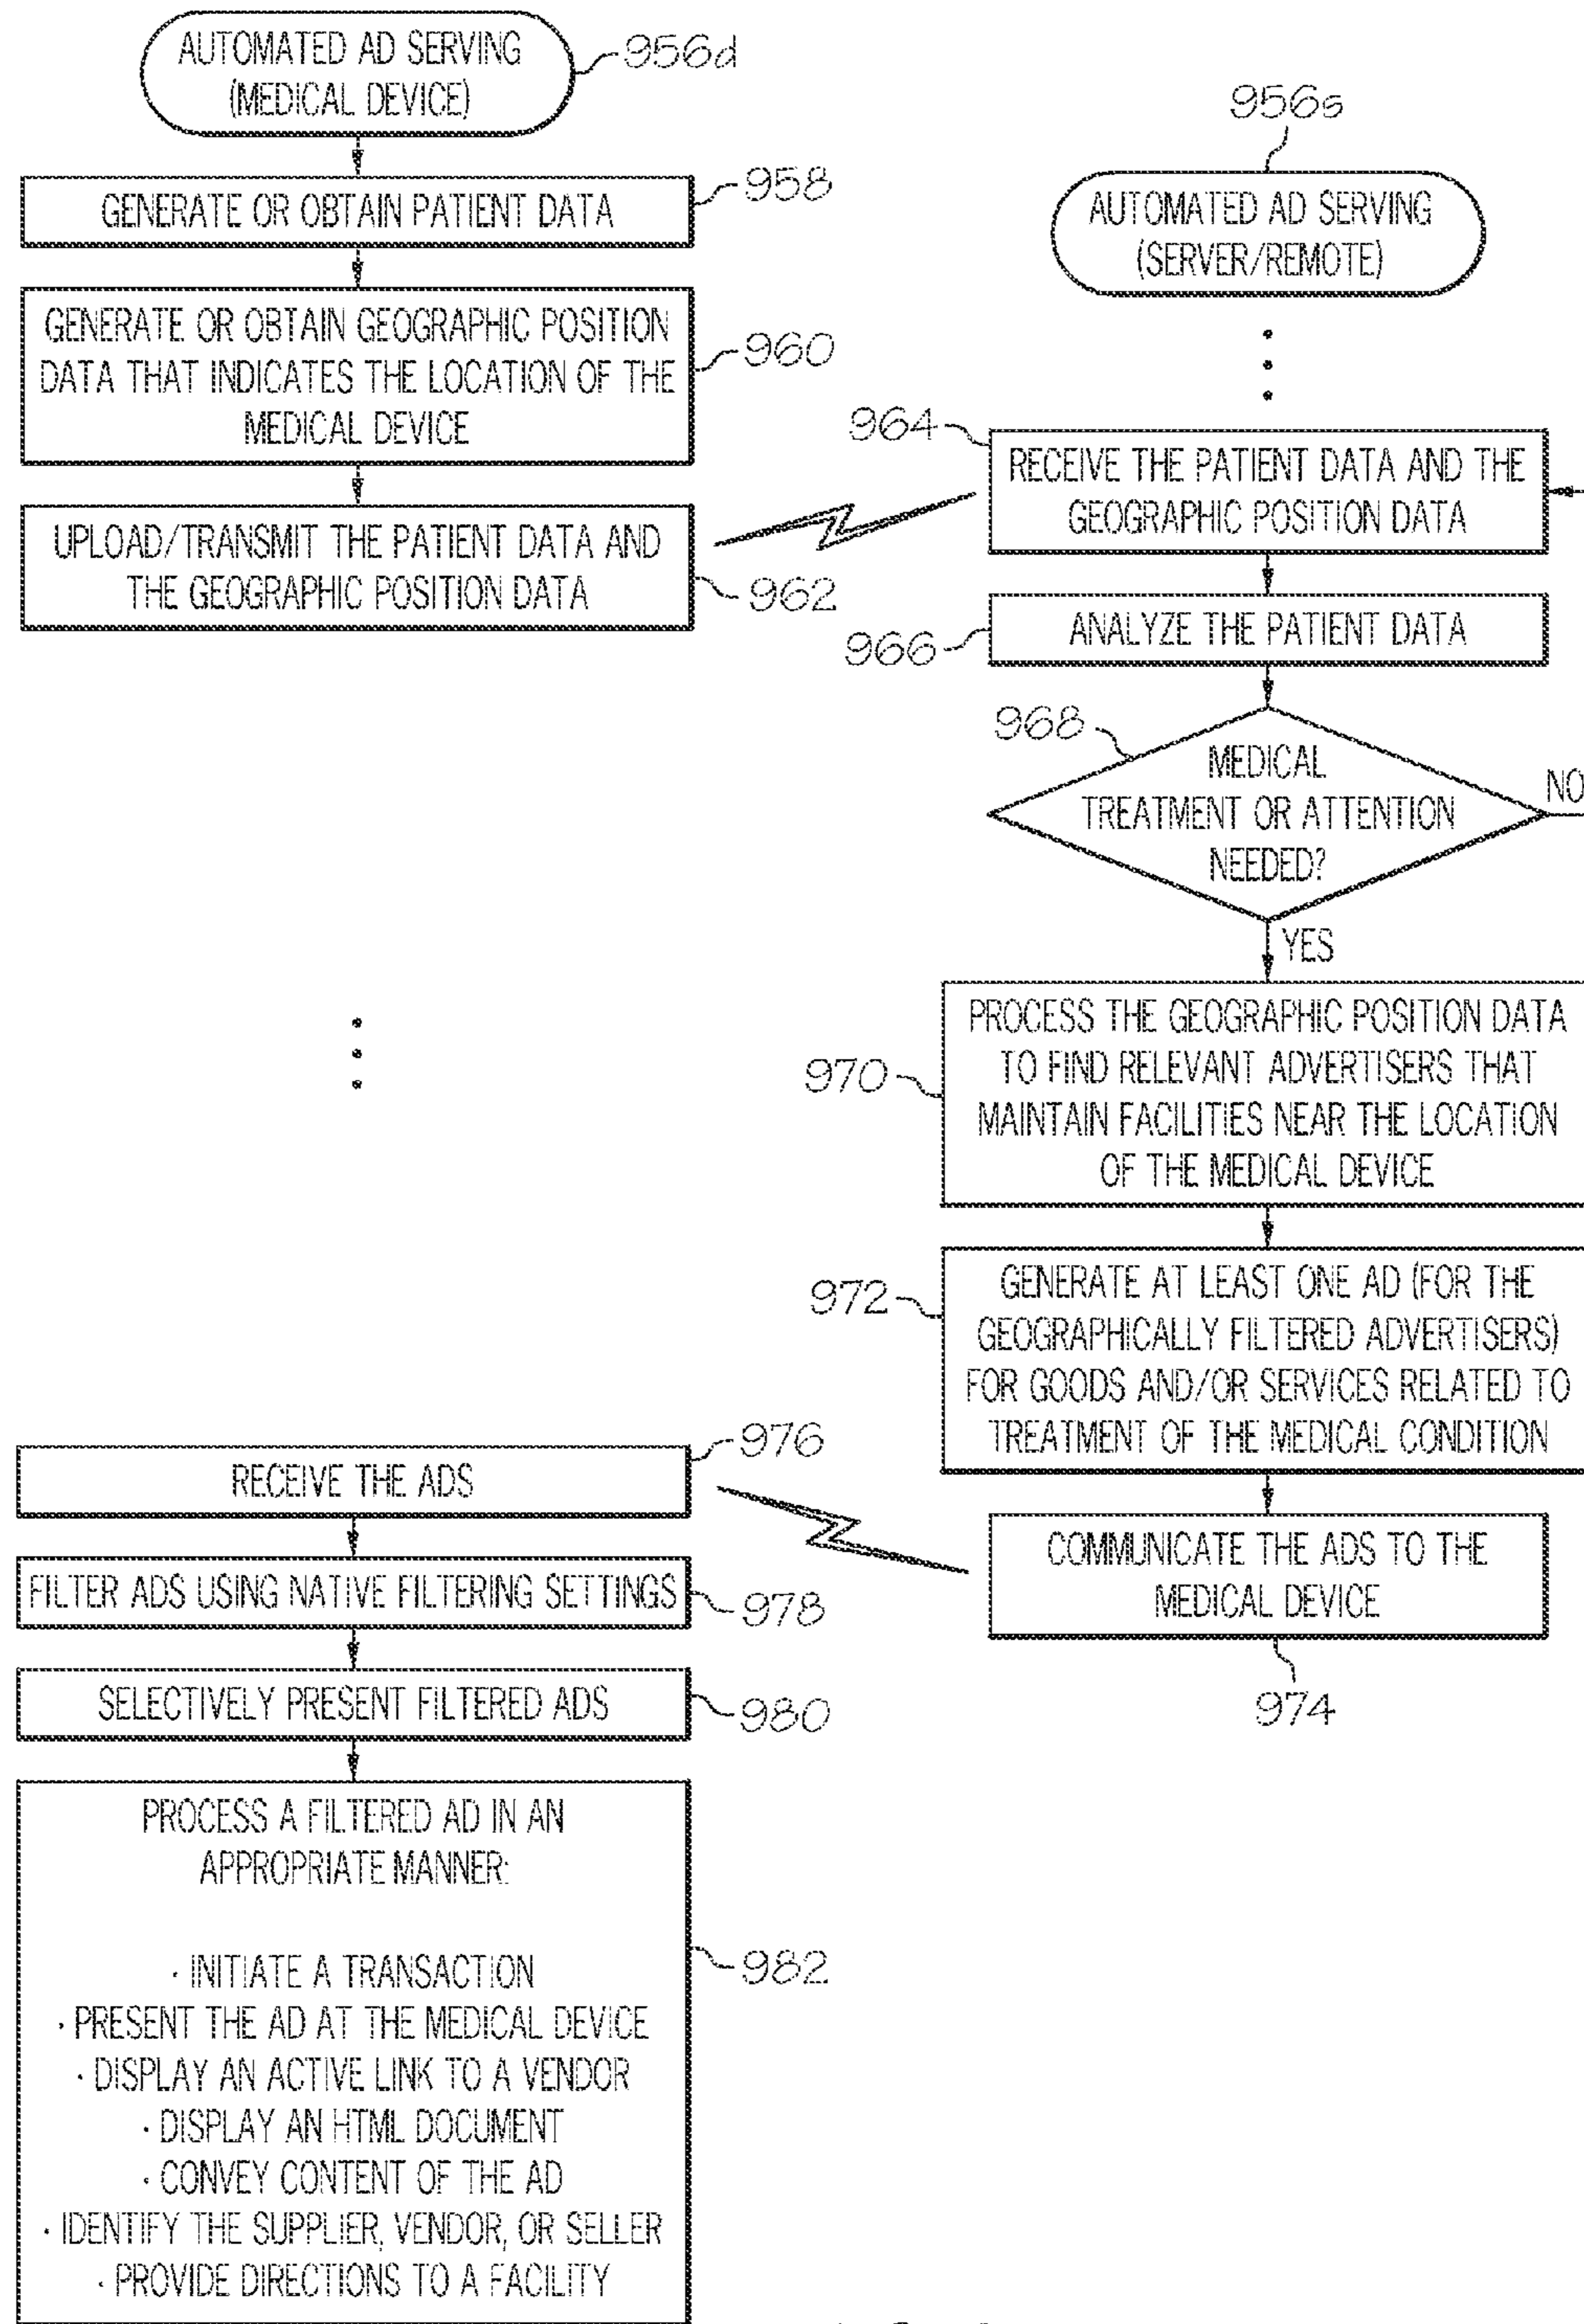 AUTOMATED AD SERVING
(MEDICAL DEVICE)
956d
GENERATE OR OBTAIN PATIENT DATA
958
GENERATE OR OBTAIN GEOGRAPHIC POSITION
DATA THAT INDICATES THE LOCATION OF THE
MEDICAL DEVICE
960
UPLOAD/TRANSMIT THE PATIENT DATA AND
THE GEOGRAPHIC POSITION DATA
962
956s
AUTOMATED AD SERVING
(SERVER/REMOTE)
964
RECEIVE THE PATIENT DATA AND THE
GEOGRAPHIC POSITION DATA
966
ANALYZE THE PATIENT DATA
968
MEDICAL
TREATMENT OR ATTENTION
NEEDED?
NO
YES
970
PROCESS THE GEOGRAPHIC POSITION DATA
TO FIND RELEVANT ADVERTISERS THAT
MAINTAIN FACILITIES NEAR THE LOCATION
OF THE MEDICAL DEVICE
972
GENERATE AT LEAST ONE AD (FOR THE
GEOGRAPHICALLY FILTERED ADVERTISERS)
FOR GOODS AND/OR SERVICES RELATED TO
TREATMENT OF THE MEDICAL CONDITION
COMMUNICATE THE ADS TO THE
MEDICAL DEVICE
974
RECEIVE THE ADS
976
FILTER ADS USING NATIVE FILTERING SETTINGS
978
SELECTIVELY PRESENT FILTERED ADS
980
PROCESS A FILTERED AD IN AN
APPROPRIATE MANNER:
· INITIATE A TRANSACTION
· PRESENT THE AD AT THE MEDICAL DEVICE
· DISPLAY AN ACTIVE LINK TO A VENDOR
· DISPLAY AN HTML DOCUMENT
· CONVEY CONTENT OF THE AD
· IDENTIFY THE SUPPLIER, VENDOR, OR SELLER
· PROVIDE DIRECTIONS TO A FACILITY
982